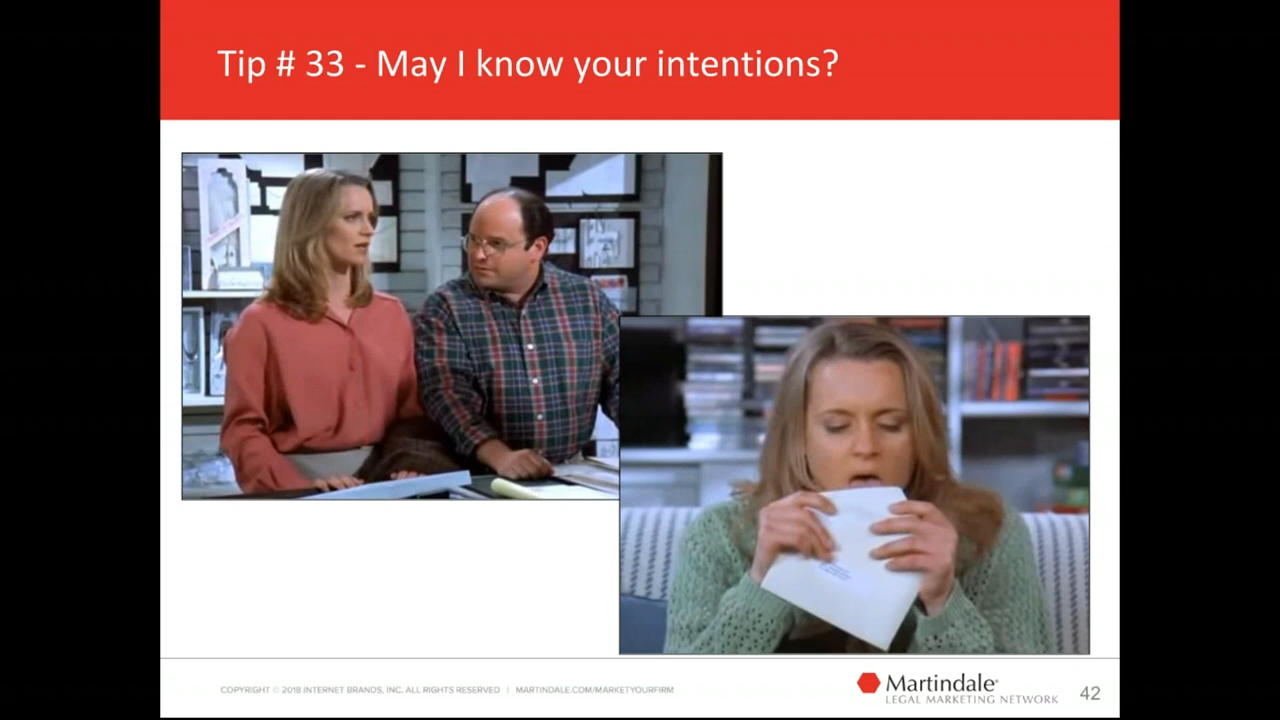 Tip # 33 - May I know your intentions?
COPYRIGHT © 2018 INTERNET BRANDS, INC. ALL RIGHTS RESERVED | MARTINDALE.COM/MARKETYOURFIRM
Martindale®
LEGAL MARKETING NETWORK
42